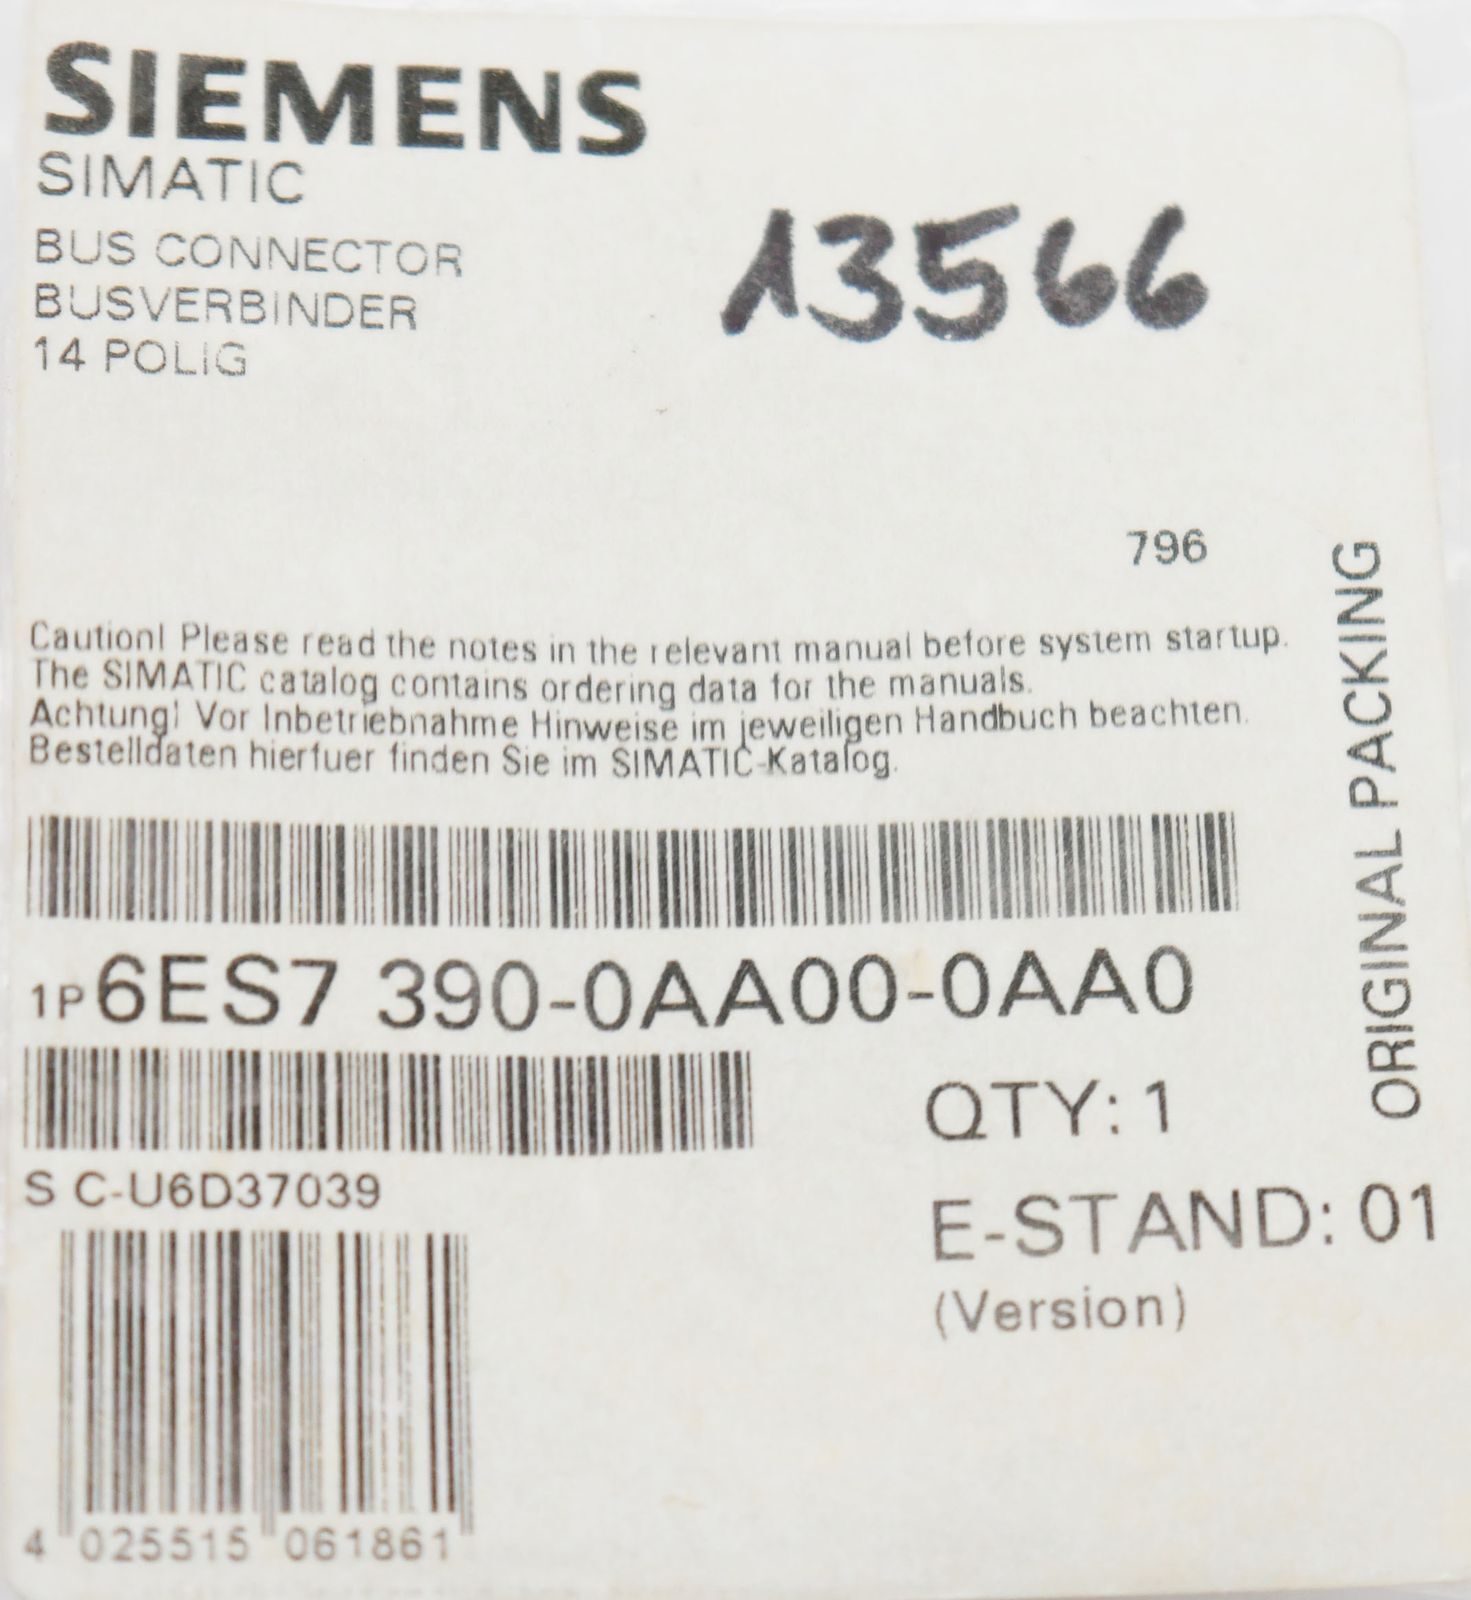 SIEMENS
SIMATIC
BUS CONNECTOR
BUSVERBINDER
14 POLIG
13566
796
Caution! Please read the notes in the relevant manual before system startup.
The SIMATIC catalog contains ordering data for the manuals.
Achtung! Vor Inbetriebnahme Hinweise im jeweiligen Handbuch beachten.
Bestelldaten hierfuer finden Sie im SIMATIC-Katalog.
ORIGINAL PACKING
1P 6ES7 390-0AA00-0AA0
QTY: 1
S C-U6D37039
E-STAND: 01
(Version)
4 025515 061861